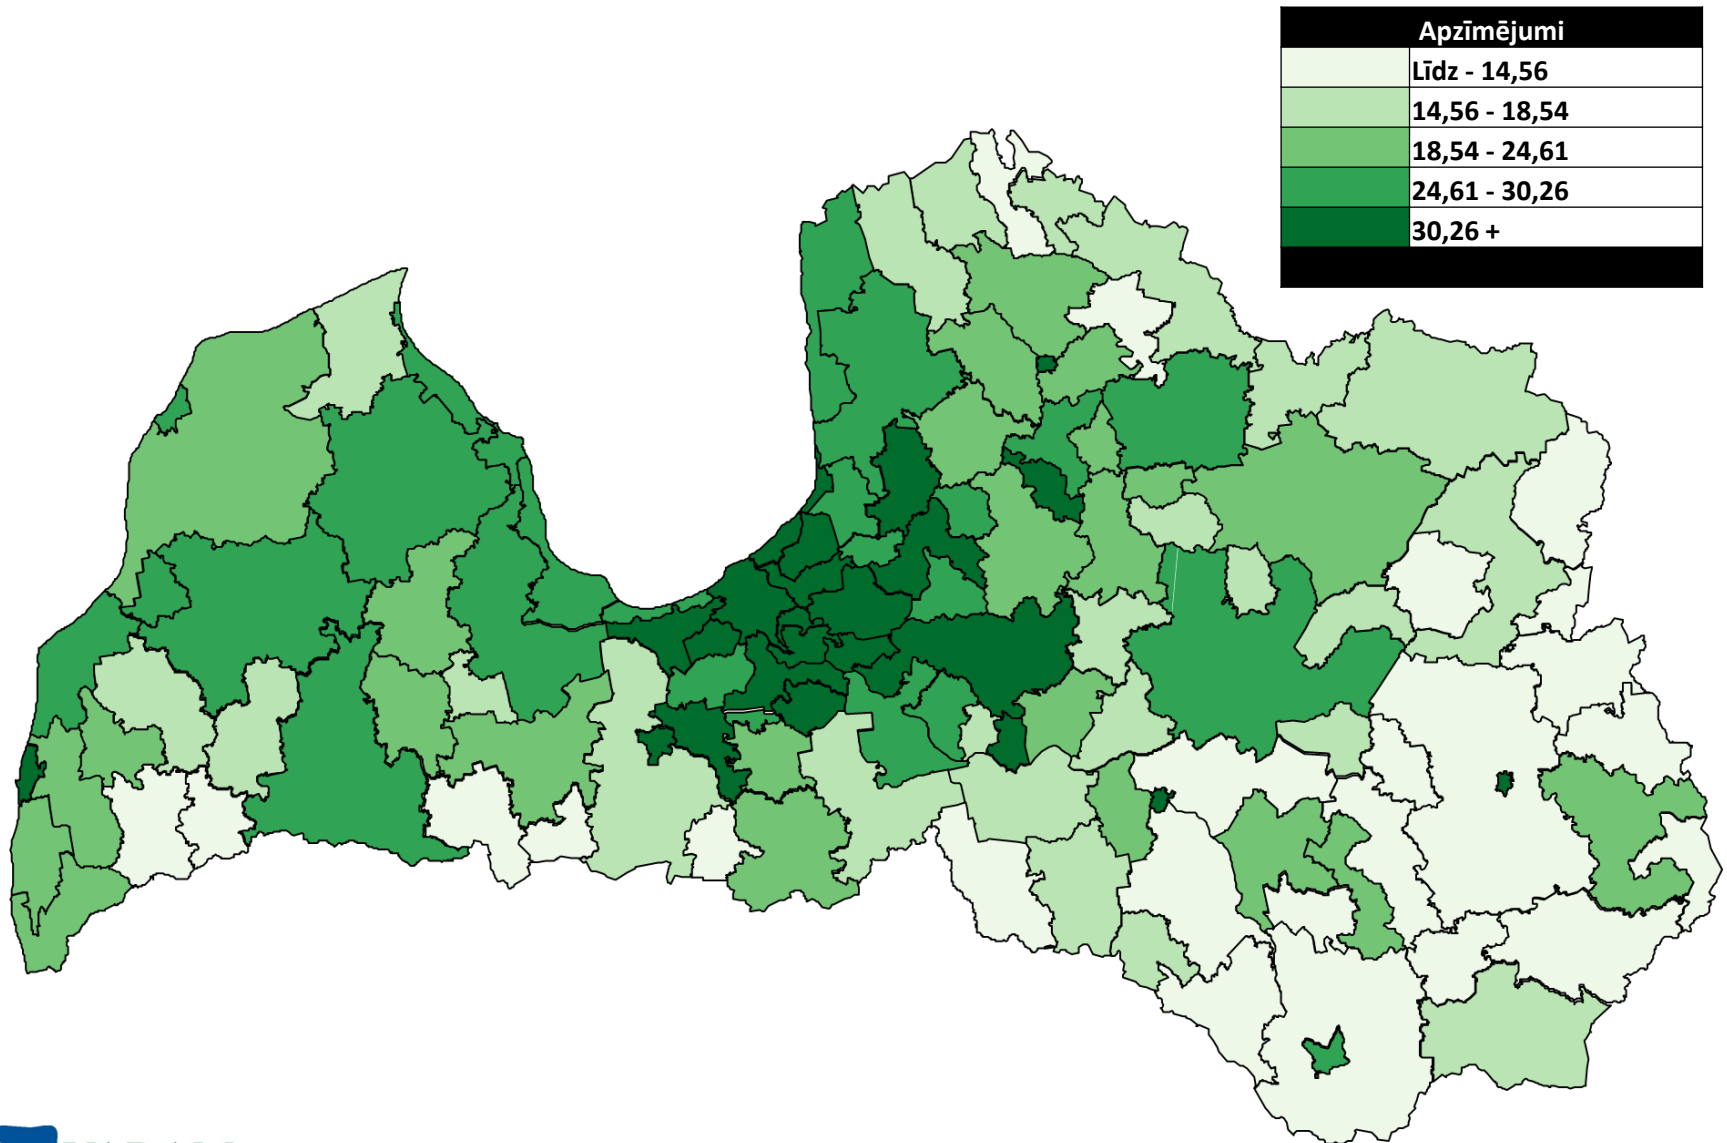 Apzīmējumi
Līdz - 14,56
14,56 - 18,54
18,54 - 24,61
24,61 - 30,26
30,26 +